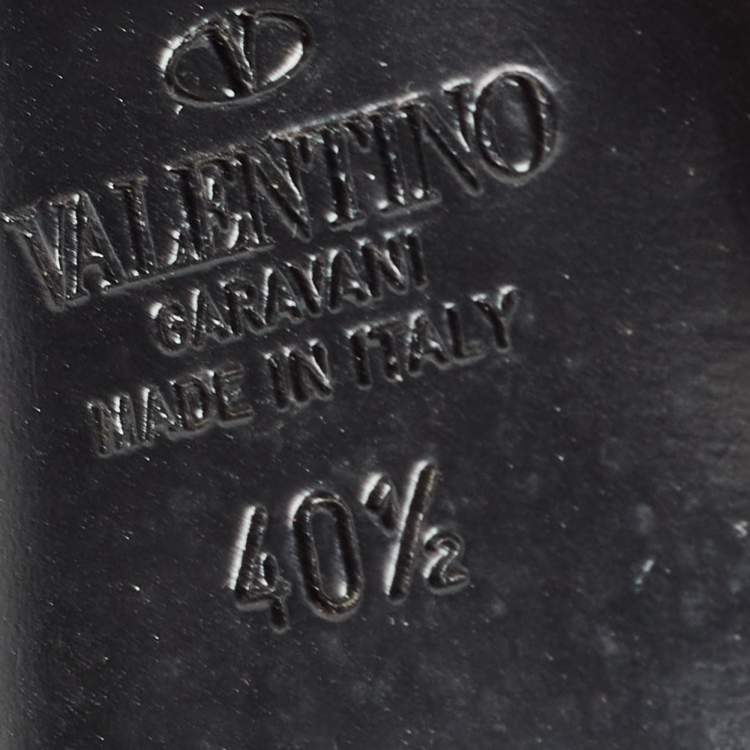 V
VALENTINO
GARAVANI
MADE IN ITALY
40½